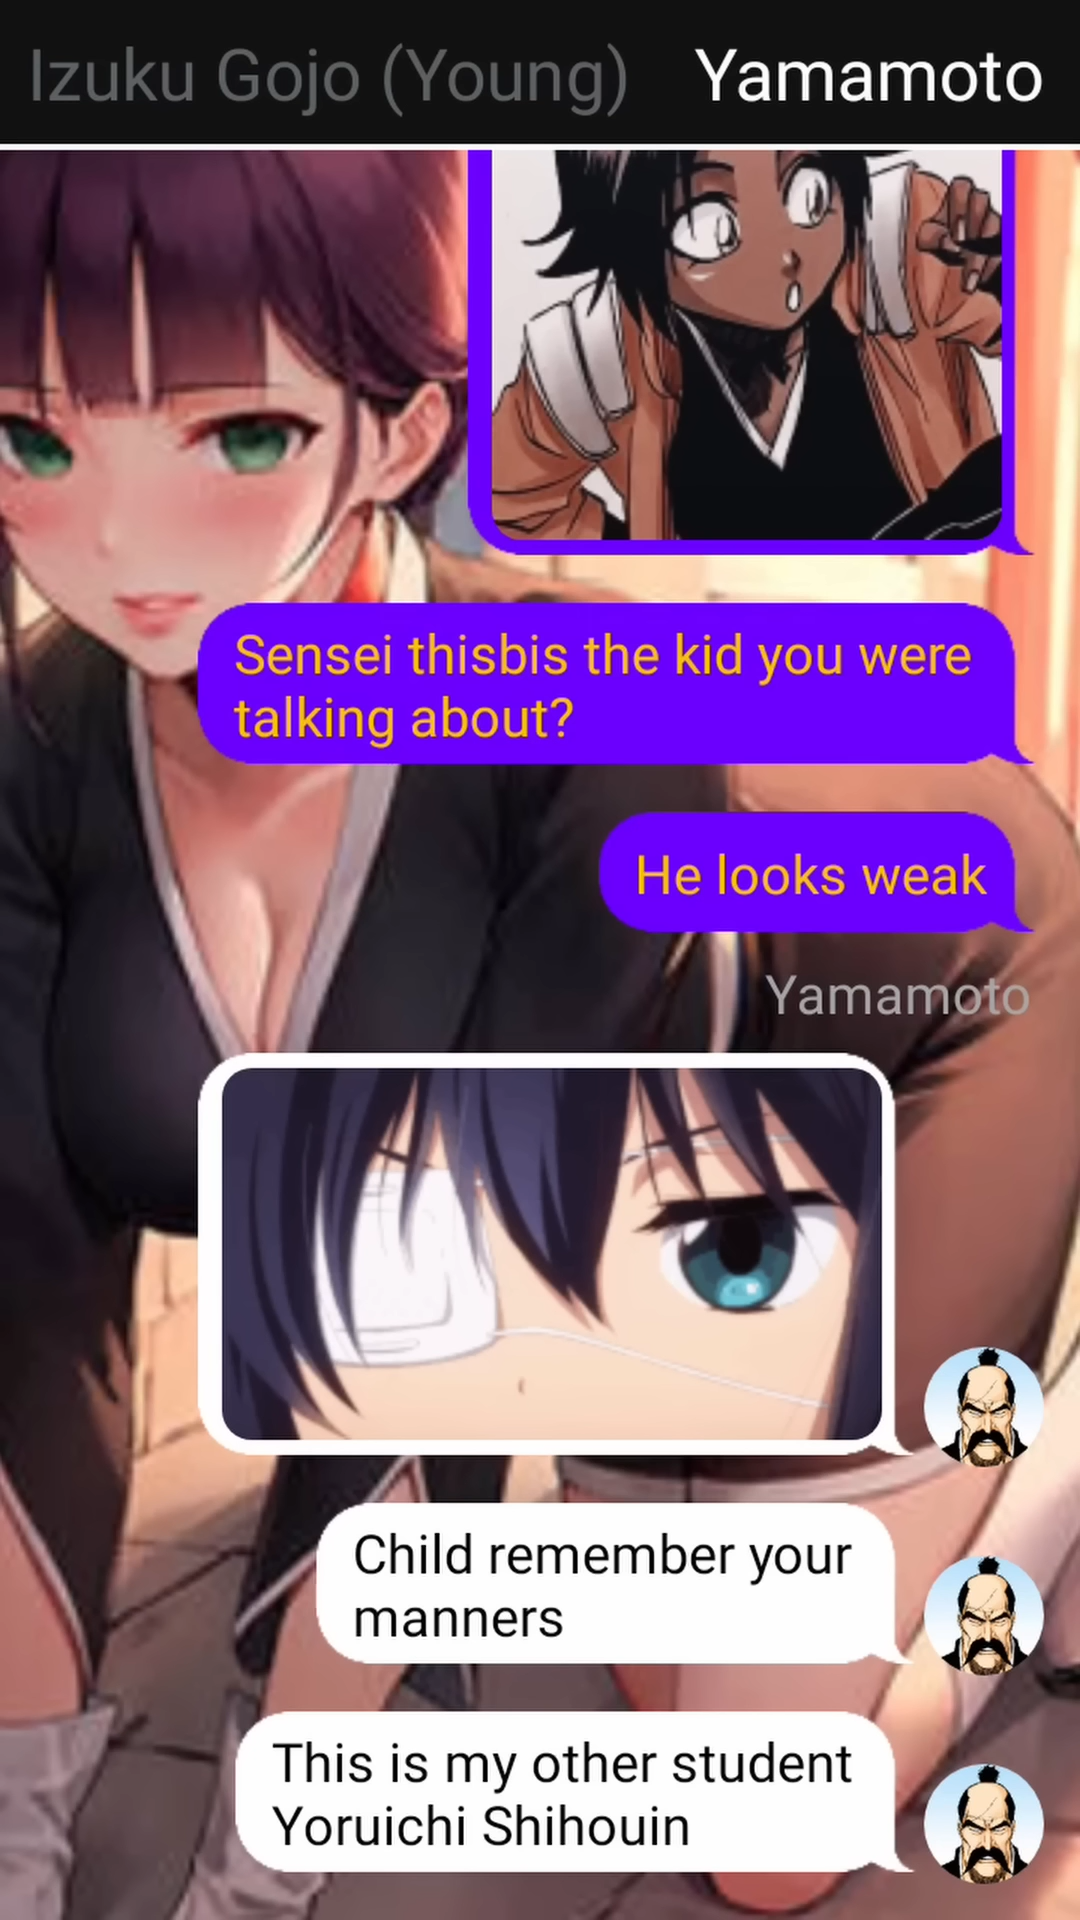 Izuku Gojo (Young) Yamamoto
Sensei thisbis the kid you were
talking about?
He looks weak
Yamamoto
Child remember your
manners
This is my other student
Yoruichi Shihouin